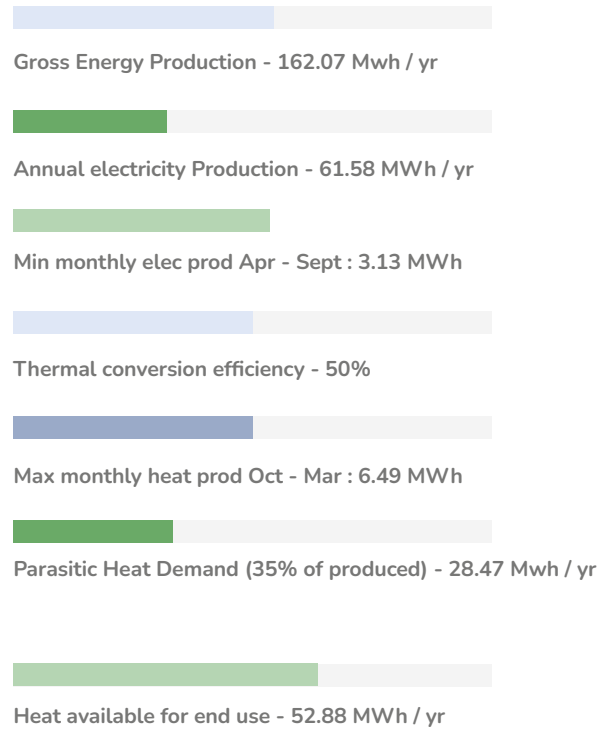 Gross Energy Production - 162.07 Mwh / yr
Annual electricity Production - 61.58 MWh / yr
Min monthly elec prod Apr - Sept : 3.13 MWh
Thermal conversion efficiency - 50%
Max monthly heat prod Oct - Mar : 6.49 MWh
Parasitic Heat Demand (35% of produced) - 28.47 Mwh / yr
Heat available for end use - 52.88 MWh / yr